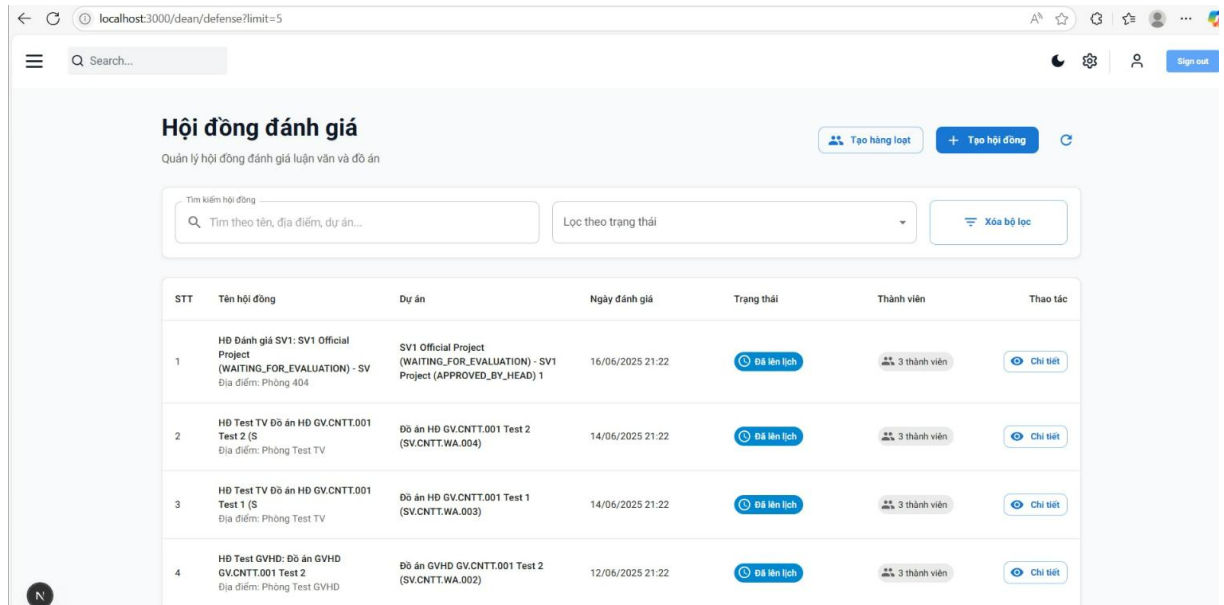 localhost:3000/dean/defense?limit=5
Search...
Sign out
Hội đồng đánh giá
Quản lý hội đồng đánh giá luận văn và đồ án
Tạo hàng loạt
+ Tạo hội đồng
Tìm kiếm hội đồng
Tìm theo tên, địa điểm, dự án...
Lọc theo trạng thái
Xóa bộ lọc
STT Tên hội đồng Dự án Ngày đánh giá Trạng thái Thành viên Thao tác
HĐ Đánh giá SV1: SV1 Official
Project
(WAITING_FOR_EVALUATION) - SV
Địa điểm: Phòng 404
SV1 Official Project
(WAITING_FOR_EVALUATION) - SV1
Project (APPROVED_BY_HEAD) 1
1 16/06/2025 21:22 Đã lên lịch 3 thành viên Chi tiết
HĐ Test TV Đồ án HĐ GV.CNTT.001
Test 2 (S
Địa điểm: Phòng Test TV
Đồ án HĐ GV.CNTT.001 Test 2
(SV.CNTT.WA.004)
2 14/06/2025 21:22 Đã lên lịch 3 thành viên Chi tiết
HĐ Test TV Đồ án HĐ GV.CNTT.001
Test 1 (S
Địa điểm: Phòng Test TV
Đồ án HĐ GV.CNTT.001 Test 1
(SV.CNTT.WA.003)
3 14/06/2025 21:22 Đã lên lịch 3 thành viên Chi tiết
HĐ Test GVHD: Đồ án GVHD
GV.CNTT.001 Test 2
Địa điểm: Phòng Test GVHD
Đồ án GVHD GV.CNTT.001 Test 2
(SV.CNTT.WA.002)
4 12/06/2025 21:22 Đã lên lịch 3 thành viên Chi tiết
N